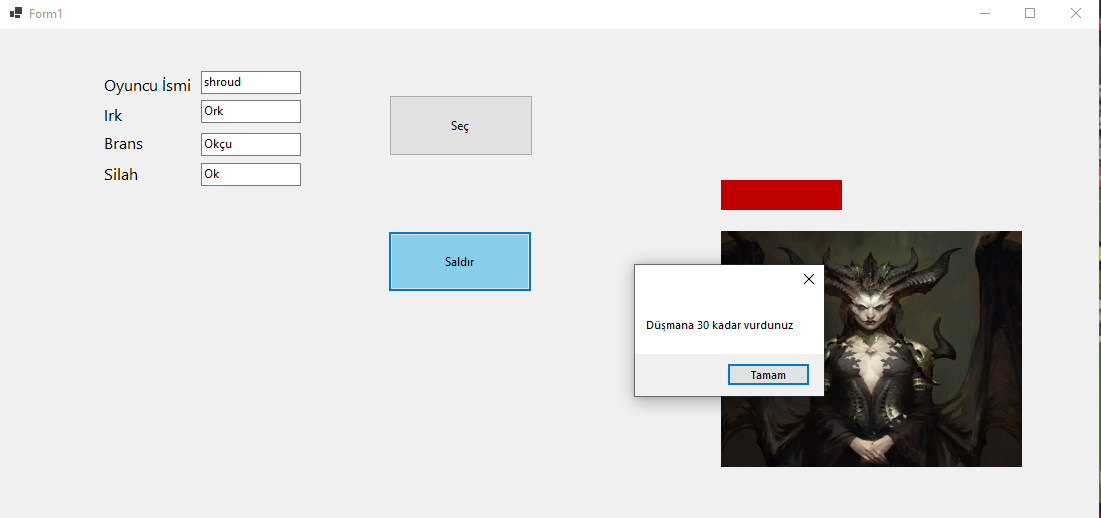 Form1
Oyuncu İsmi shroud
Irk Ork
Brans Okçu
Silah Ok
Seç
Saldır
Düşmana 30 kadar vurdunuz
Tamam